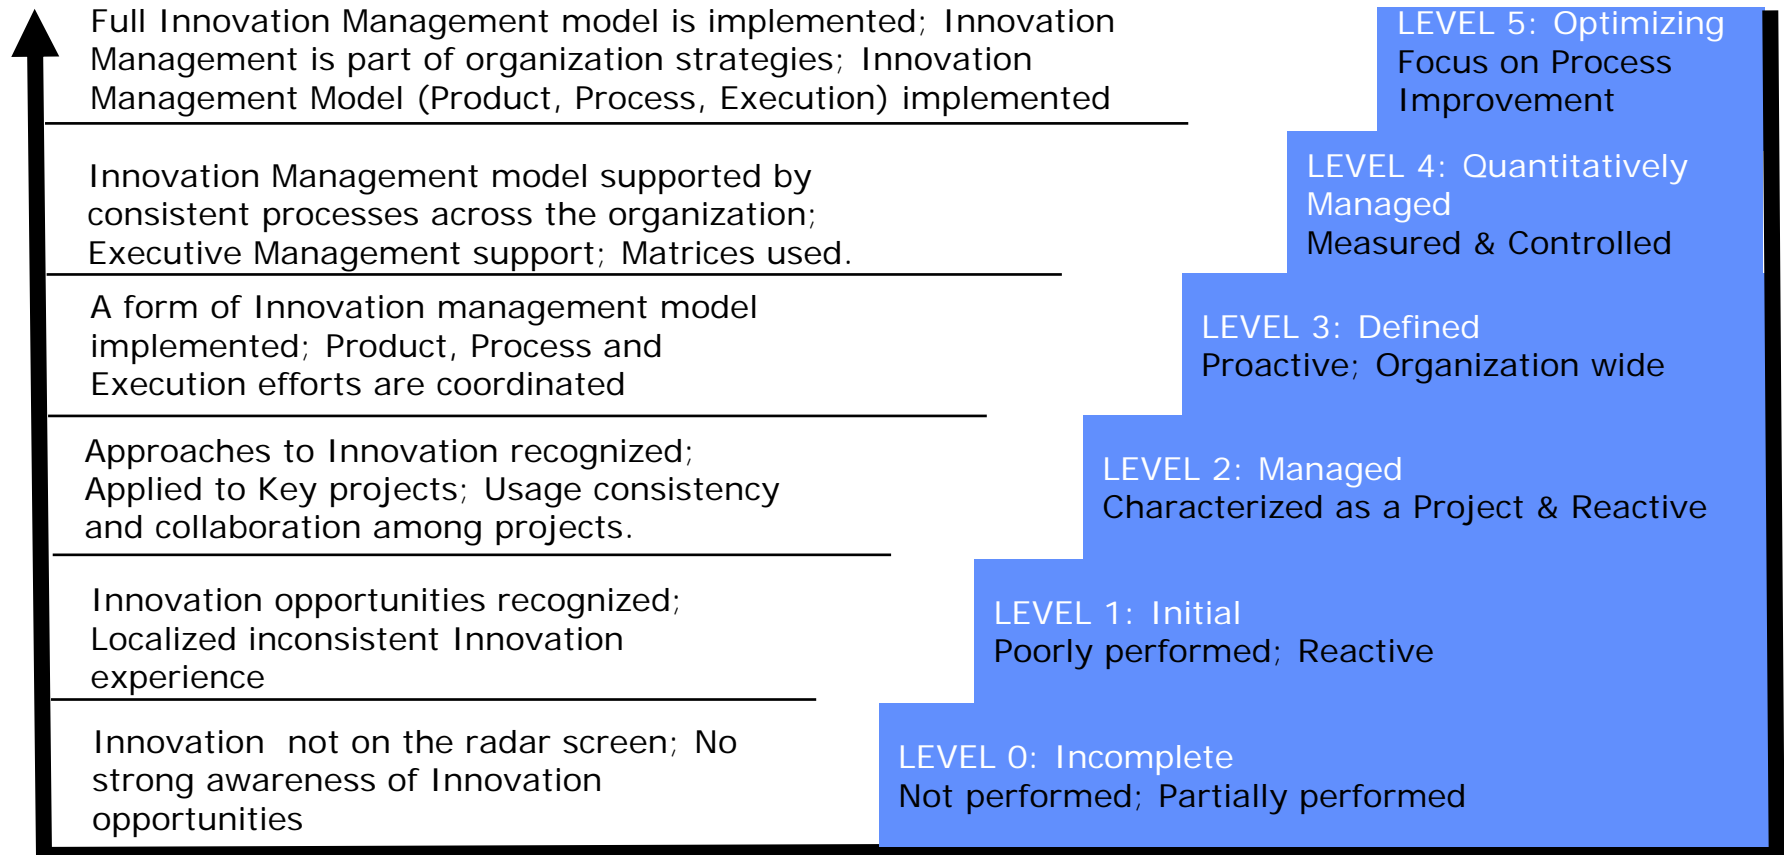 Full Innovation Management model is implemented; Innovation
Management is part of organization strategies; Innovation
Management Model (Product, Process, Execution) implemented
LEVEL 5: Optimizing
Focus on Process
Improvement
Innovation Management model supported by
consistent processes across the organization;
Executive Management support; Matrices used.
LEVEL 4: Quantitatively
Managed
Measured & Controlled
A form of Innovation management model
implemented; Product, Process and
Execution efforts are coordinated
LEVEL 3: Defined
Proactive; Organization wide
Approaches to Innovation recognized;
Applied to Key projects; Usage consistency
and collaboration among projects.
LEVEL 2: Managed
Characterized as a Project & Reactive
Innovation opportunities recognized;
Localized inconsistent Innovation
experience
LEVEL 1: Initial
Poorly performed; Reactive
Innovation not on the radar screen; No
strong awareness of Innovation
opportunities
LEVEL 0: Incomplete
Not performed; Partially performed